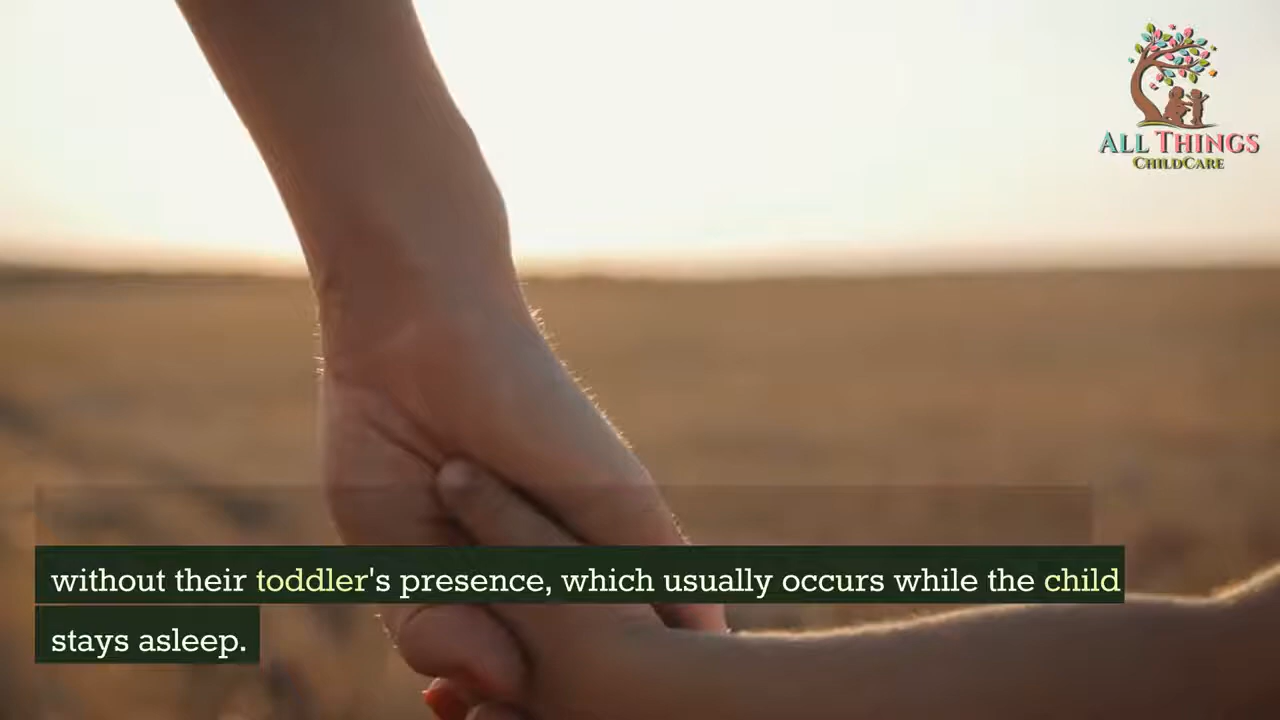 ALL THINGS
CHILDCARE
without their toddler's presence, which usually occurs while the child
stays asleep.